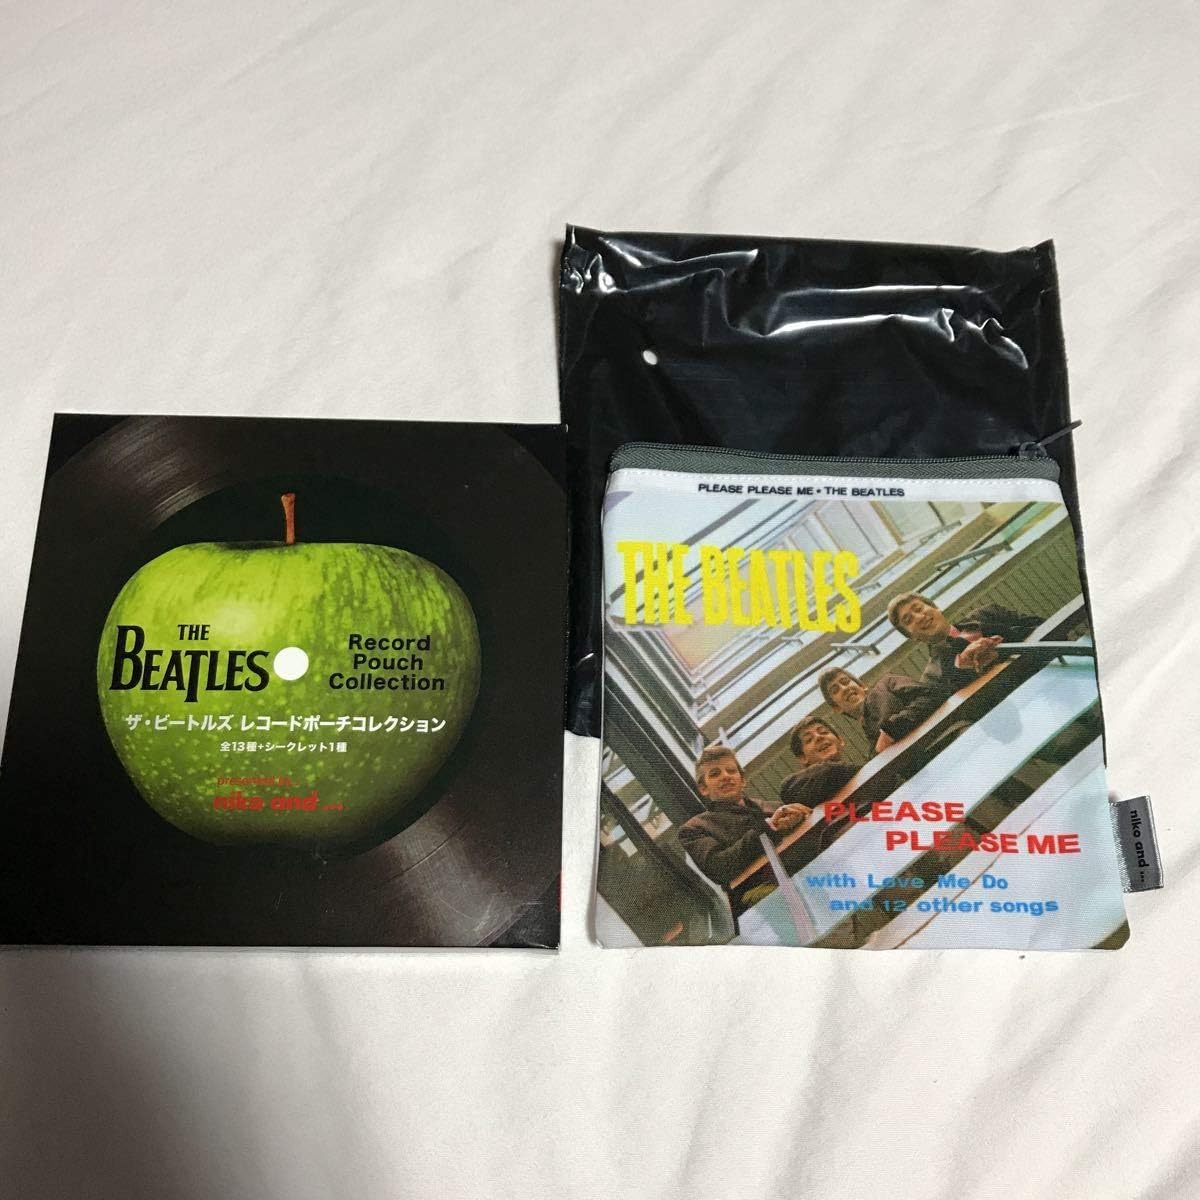 THE
BEATLES
Record
Pouch
Collection
ザ・ビートルズ レコードポーチコレクション
全13種+シークレット1種
presented by...
niko and ...
PLEASE PLEASE ME★THE BEATLES
THE BEATLES
PLEASE
PLEASE ME
with Love Me Do
and 12 other songs
niko and ...